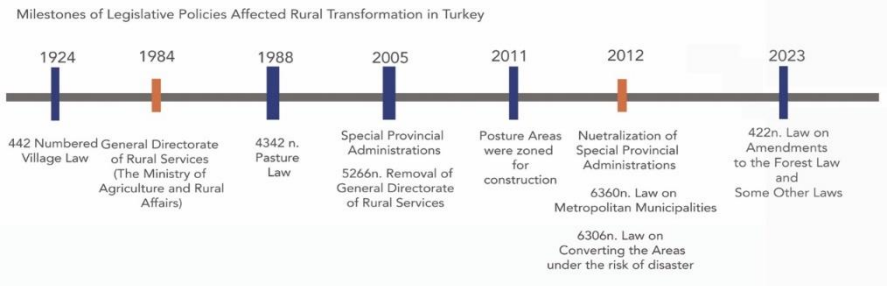 Milestones of Legislative Policies Affected Rural Transformation in Turkey
1924
442 Numbered
Village Law
1984
General Directorate
of Rural Services
(The Ministry of
Agriculture and Rural
Affairs)
1988
4342 n.
Pasture
Law
2005
Special Provincial
Administrations
5266n. Removal of
General Directorate
of Rural Services
2011
Posture Areas
were zoned
for
construction
2012
Nuetralization of
Special Provincial
Administrations
6360n. Law on
Metropolitan Municipalities
6306n. Law on
Converting the Areas
under the risk of disaster
2023
422n. Law on
Amendments
to the Forest Law
and
Some Other Laws